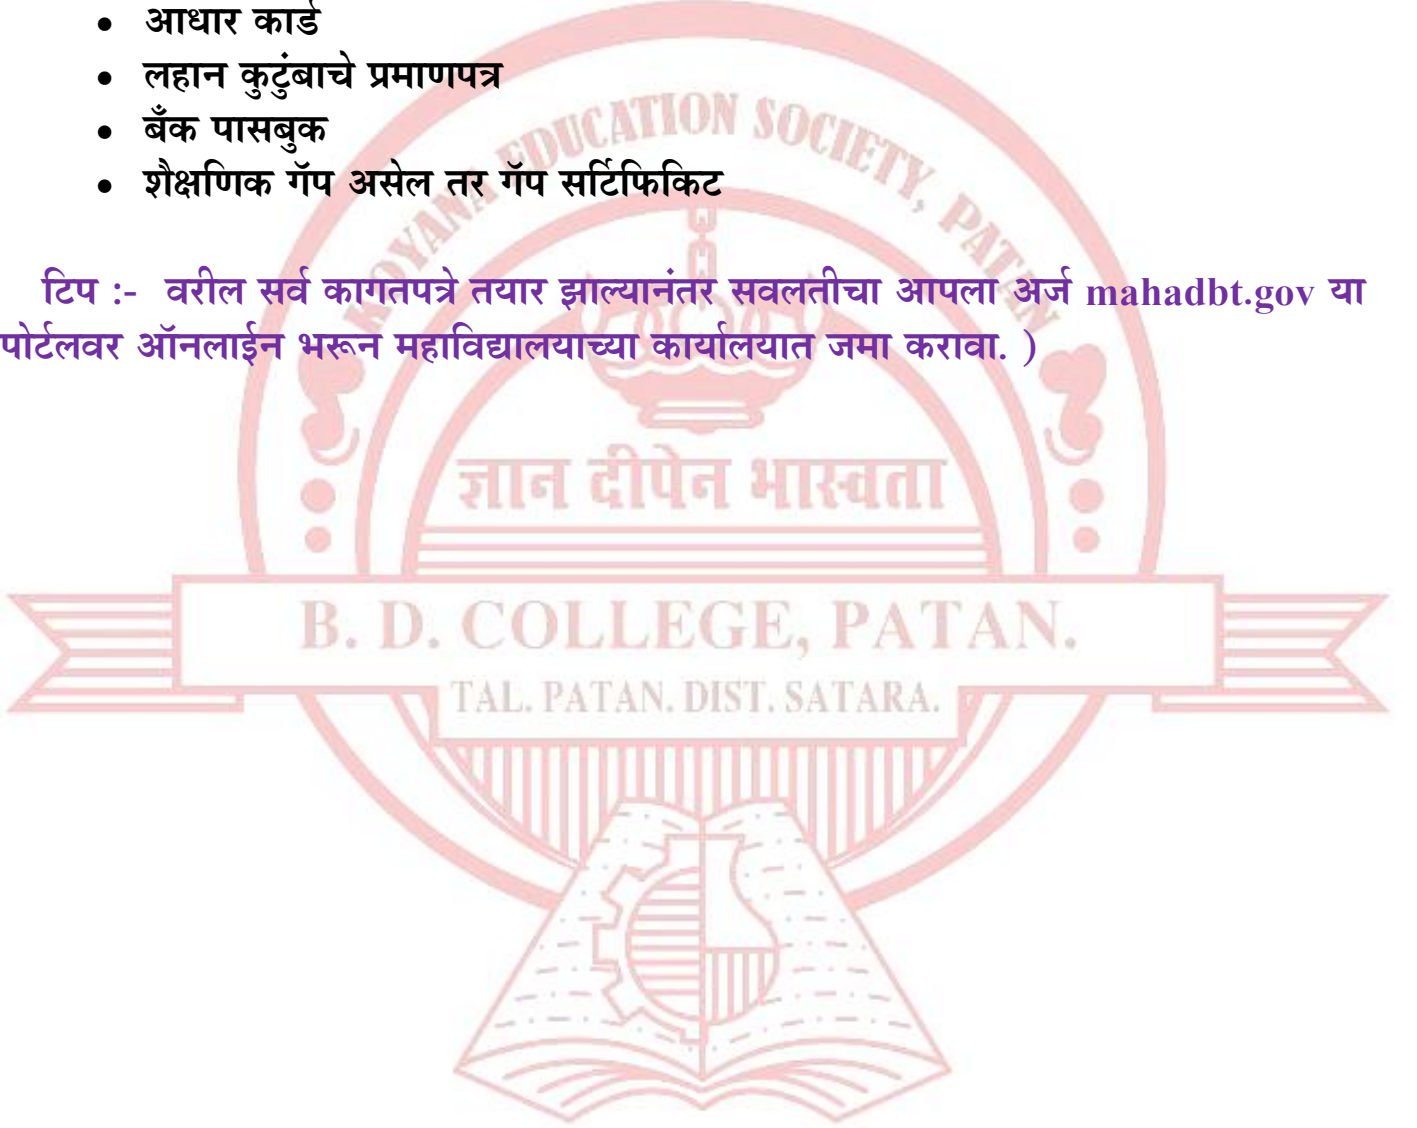 • आधार कार्ड
• लहान कुटुंबाचे प्रमाणपत्र
• बँक पासबुक
• शैक्षणिक गॅप असेल तर गॅप सर्टिफिकिट
टिप :- वरील सर्व कागतपत्रे तयार झाल्यानंतर सवलतीचा आपला अर्ज mahadbt.gov या
पोर्टलवर ऑनलाईन भरून महाविद्यालयाच्या कार्यालयात जमा करावा. )
KOYANA EDUCATION SOCIETY, PATAN
ज्ञान दीपेन भास्वता
B. D. COLLEGE, PATAN.
TAL. PATAN. DIST. SATARA.